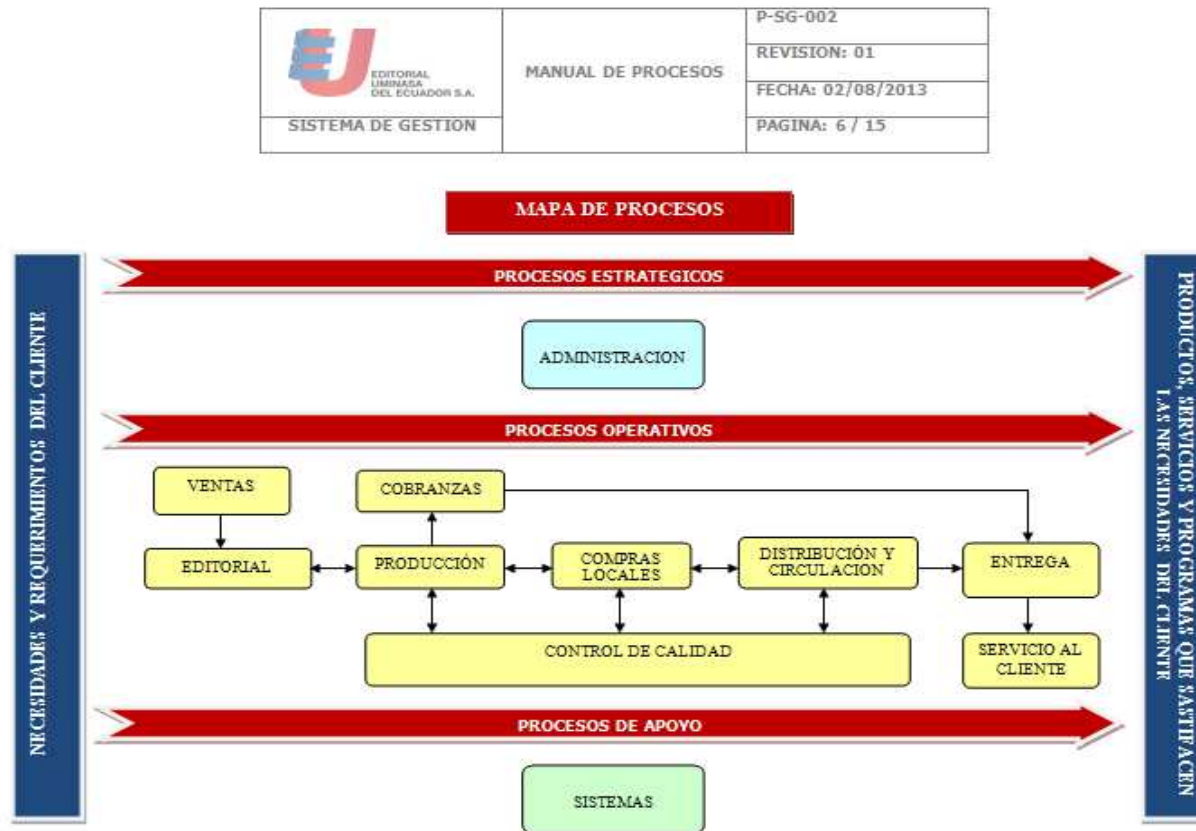 EDITORIAL
UMINASA
DEL ECUADOR S.A.
SISTEMA DE GESTION
MANUAL DE PROCESOS
P-SG-002
REVISION: 01
FECHA: 02/08/2013
PAGINA: 6 / 15
MAPA DE PROCESOS
NECESIDADES Y REQUERIMIENTOS DEL CLIENTE
PROCESOS ESTRATEGICOS
ADMINISTRACION
PROCESOS OPERATIVOS
VENTAS
COBRANZAS
EDITORIAL
PRODUCCIÓN
COMPRAS
LOCALES
DISTRIBUCIÓN Y
CIRCULACION
ENTREGA
CONTROL DE CALIDAD
SERVICIO AL
CLIENTE
PROCESOS DE APOYO
SISTEMAS
PRODUCTOS, SERVICIOS Y PROGRAMAS QUE SASTIFACEN
LAS NECESIDADES DEL CLIENTE